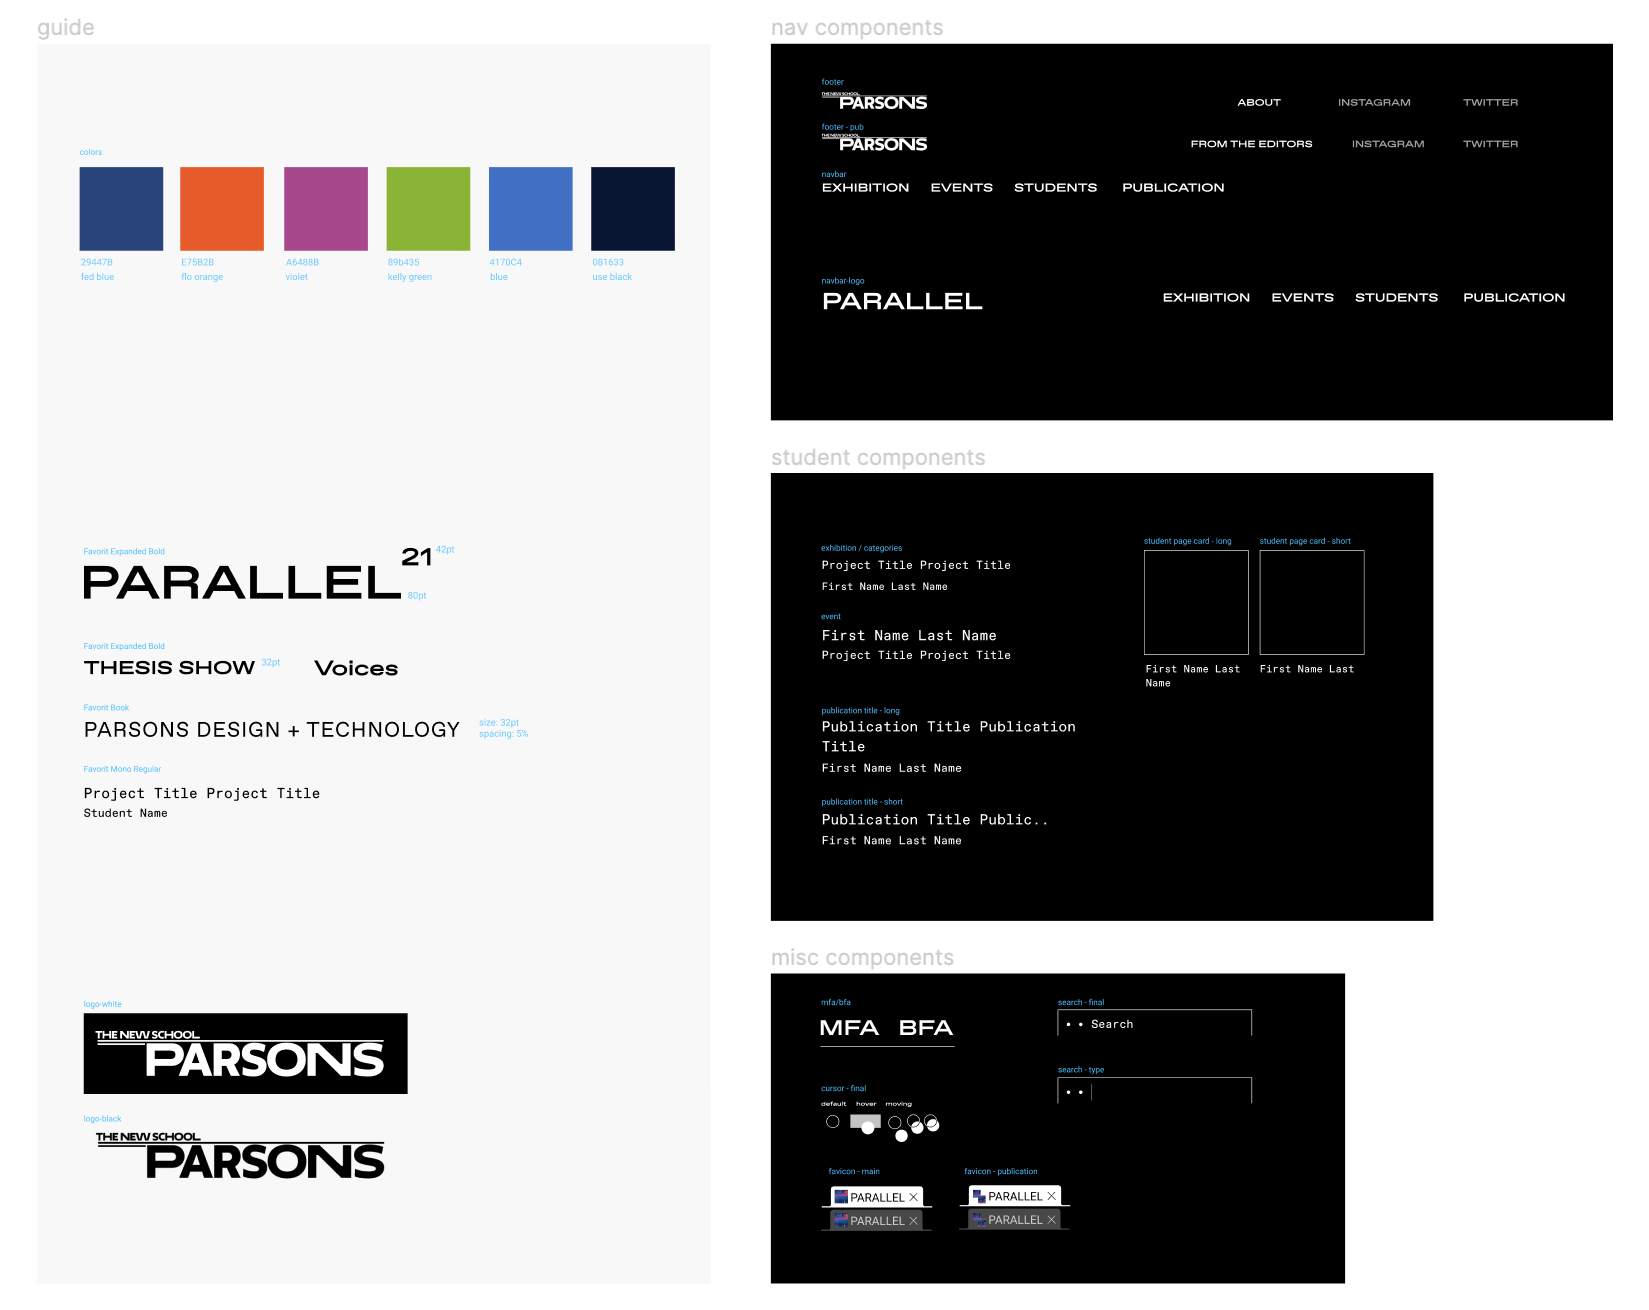 guide
colors
29447B
fed blue
E75B2B
flo orange
A6488B
violet
89b435
kelly green
4170C4
blue
081633
use black
Favorit Expanded Bold
PARALLEL
21
42pt
80pt
Favorit Expanded Bold
THESIS SHOW
32pt
Voices
Favorit Book
PARSONS DESIGN + TECHNOLOGY
size: 32pt
spacing: 5%
Favorit Mono Regular
Project Title Project Title
Student Name
logo-white
THE NEW SCHOOL
PARSONS
logo-black
THE NEW SCHOOL
PARSONS
nav components
footer
THE NEW SCHOOL
PARSONS
ABOUT
INSTAGRAM
TWITTER
footer - pub
THE NEW SCHOOL
PARSONS
FROM THE EDITORS
INSTAGRAM
TWITTER
navbar
EXHIBITION
EVENTS
STUDENTS
PUBLICATION
navbar-logo
PARALLEL
EXHIBITION
EVENTS
STUDENTS
PUBLICATION
student components
exhibition / categories
Project Title Project Title
First Name Last Name
event
First Name Last Name
Project Title Project Title
publication title - long
Publication Title Publication
Title
First Name Last Name
publication title - short
Publication Title Public..
First Name Last Name
student page card - long
First Name Last
Name
student page card - short
First Name Last
misc components
mfa/bfa
MFA
BFA
search - final
• • Search
search - type
• •
cursor - final
default
hover
moving
favicon - main
PARALLEL
PARALLEL
favicon - publication
PARALLEL
PARALLEL